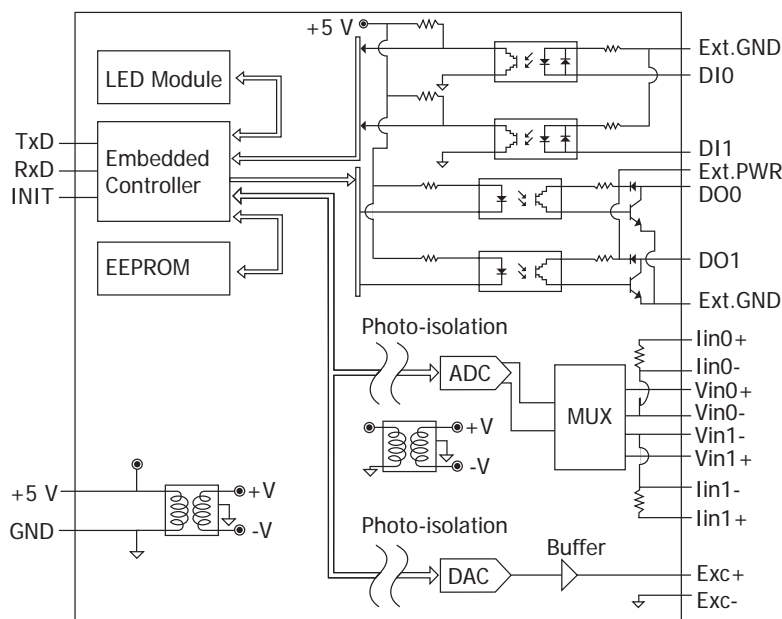 +5 V
Ext.GND
LED Module
DI0
TxD
Embedded
Controller
DI1
RxD
Ext.PWR
INIT
DO0
EEPROM
DO1
Ext.GND
Photo-isolation
Iin0+
ADC
Iin0-
MUX
Vin0+
Vin0-
+V
Vin1-
-V
Vin1+
+5 V
+V
Iin1-
GND
-V
Photo-isolation
Iin1+
Buffer
DAC
Exc+
Exc-